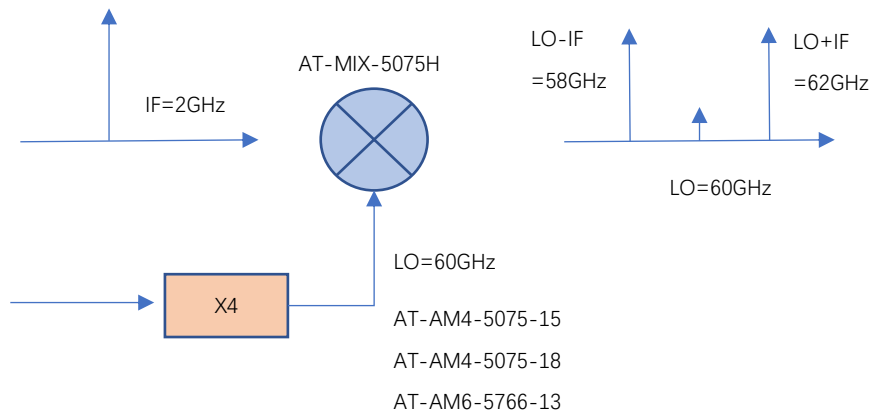 IF=2GHz
AT-MIX-5075H
LO-IF
=58GHz
LO+IF
=62GHz
LO=60GHz
X4
LO=60GHz
AT-AM4-5075-15
AT-AM4-5075-18
AT-AM6-5766-13